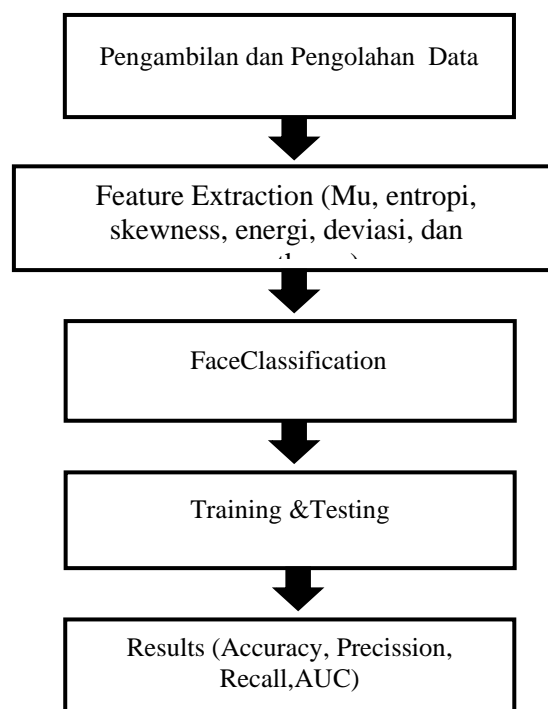 Pengambilan dan Pengolahan Data
Feature Extraction (Mu, entropi,
skewness, energi, deviasi, dan
FaceClassification
Training &Testing
Results (Accuracy, Precission,
Recall,AUC)